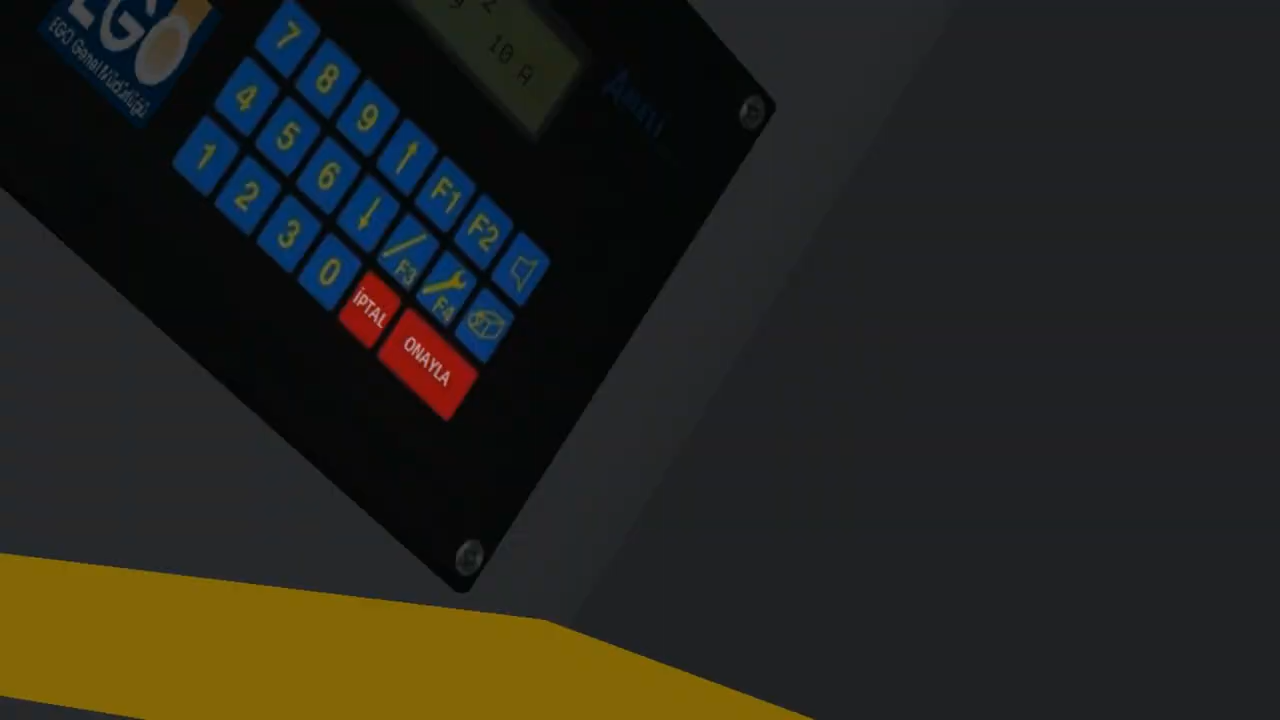 EGO
EGO Genel Müdürlüğü
10 A
7 8 9 ↑ F1 F2
4 5 6 ↓ F3 F4
1 2 3 0 İPTAL ONAYLA